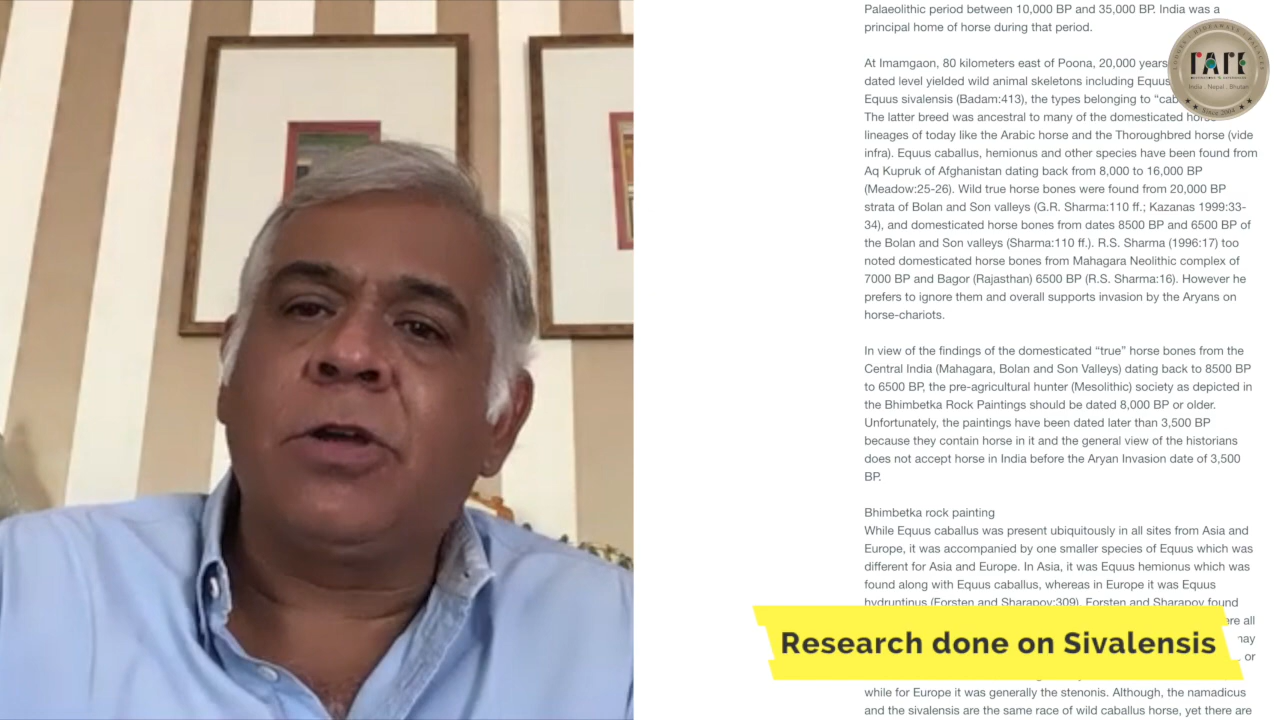 Palaeolithic period between 10,000 BP and 35,000 BP. India was a
principal home of horse during that period.
At Imamgaon, 80 kilometers east of Poona, 20,000 years
dated level yielded wild animal skeletons including Equus
Equus sivalensis (Badam:413), the types belonging to
The latter breed was ancestral to many of the domesticated
lineages of today like the Arabic horse and the Thoroughbred horse (vide
infra). Equus caballus, hemionus and other species have been found from
Aq Kupruk of Afghanistan dating back from 8,000 to 16,000 BP
(Meadow:25-26). Wild true horse bones were found from 20,000 BP
strata of Bolan and Son valleys (G.R. Sharma:110 ff.; Kazanas 1999:33-
34), and domesticated horse bones from dates 8500 BP and 6500 BP of
the Bolan and Son valleys (Sharma:110 ff.). R.S. Sharma (1996:17) too
noted domesticated horse bones from Mahagara Neolithic complex of
7000 BP and Bagor (Rajasthan) 6500 BP (R.S. Sharma:16). However he
prefers to ignore them and overall supports invasion by the Aryans on
horse-chariots.
In view of the findings of the domesticated “true” horse bones from the
Central India (Mahagara, Bolan and Son Valleys) dating back to 8500 BP
to 6500 BP, the pre-agricultural hunter (Mesolithic) society as depicted in
the Bhimbetka Rock Paintings should be dated 8,000 BP or older.
Unfortunately, the paintings have been dated later than 3,500 BP
because they contain horse in it and the general view of the historians
does not accept horse in India before the Aryan Invasion date of 3,500
BP.
Bhimbetka rock painting
While Equus caballus was present ubiquitously in all sites from Asia and
Europe, it was accompanied by one smaller species of Equus which was
different for Asia and Europe. In Asia, it was Equus hemionus which was
found along with Equus caballus, whereas in Europe it was Equus
hydruntinus (Forsten and Sharapov:309). Forsten and Sharapov found
all
or
Research done on Sivalensis
while for Europe it was generally the stenonis. Although, the namadicus
and the sivalensis are the same race of wild caballus horse, yet there are
RARE
India . Nepal . Bhutan
Since 2004